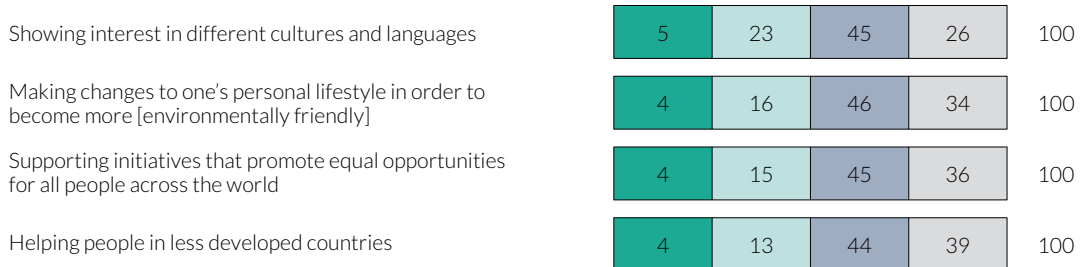 Showing interest in different cultures and languages 5 23 45 26 100
Making changes to one’s personal lifestyle in order to
become more [environmentally friendly] 4 16 46 34 100
Supporting initiatives that promote equal opportunities
for all people across the world 4 15 45 36 100
Helping people in less developed countries 4 13 44 39 100